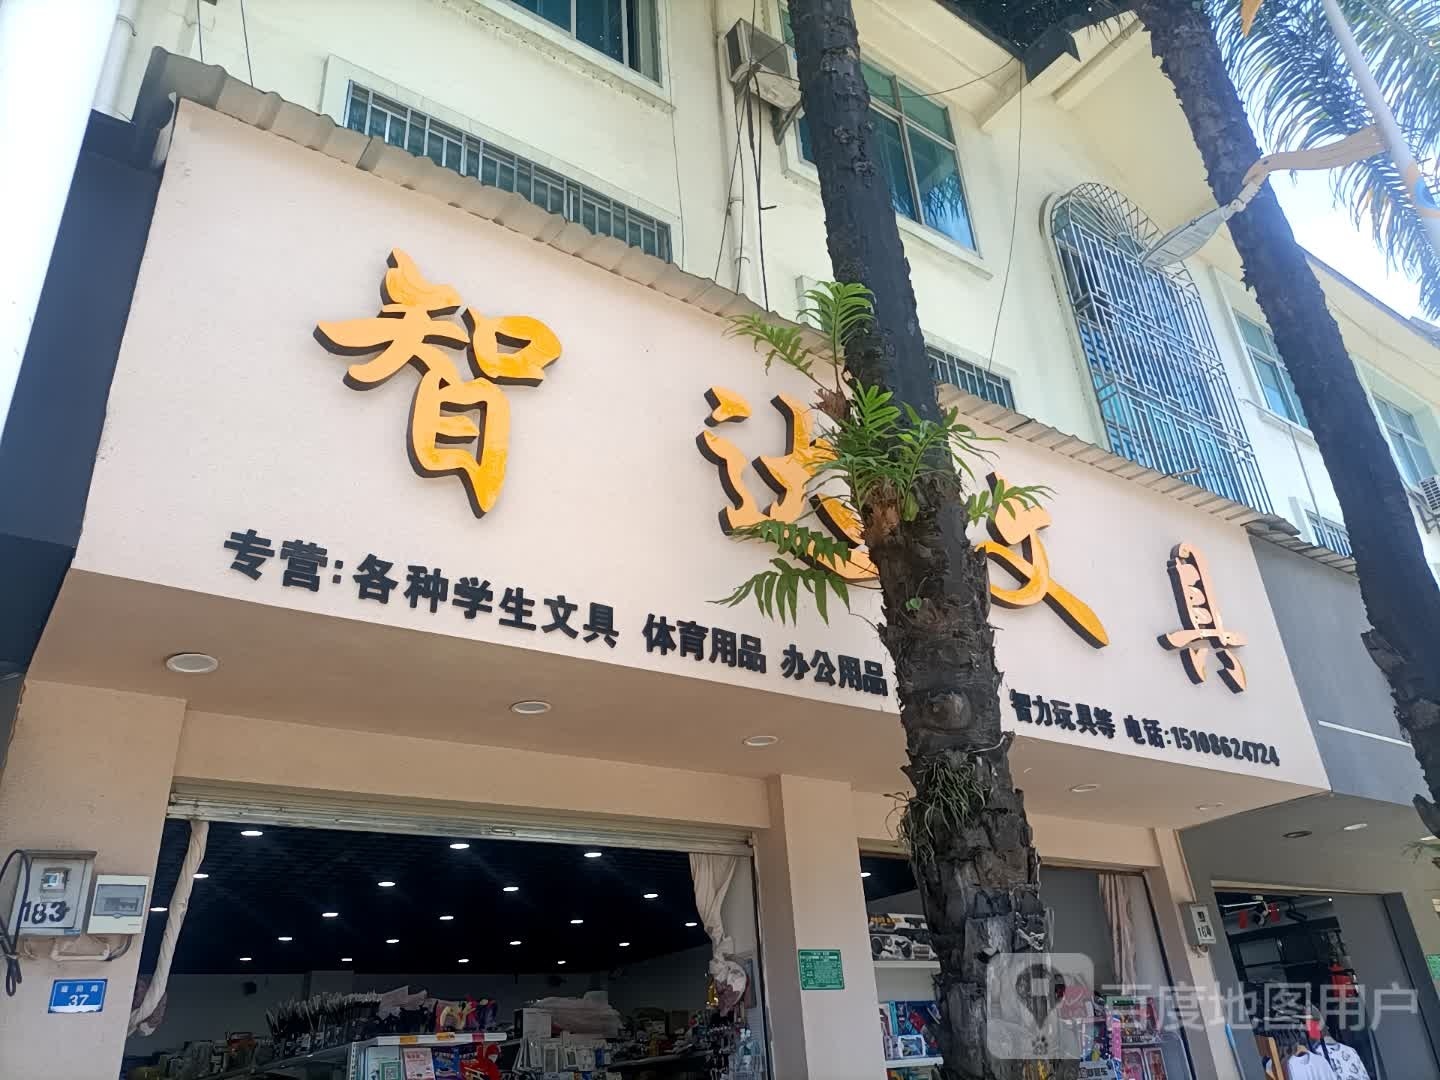 智达文具
专营:各种学生文具 体育用品 办公用品 智力玩具等 电话:15108624724
183
37
百度地图用户